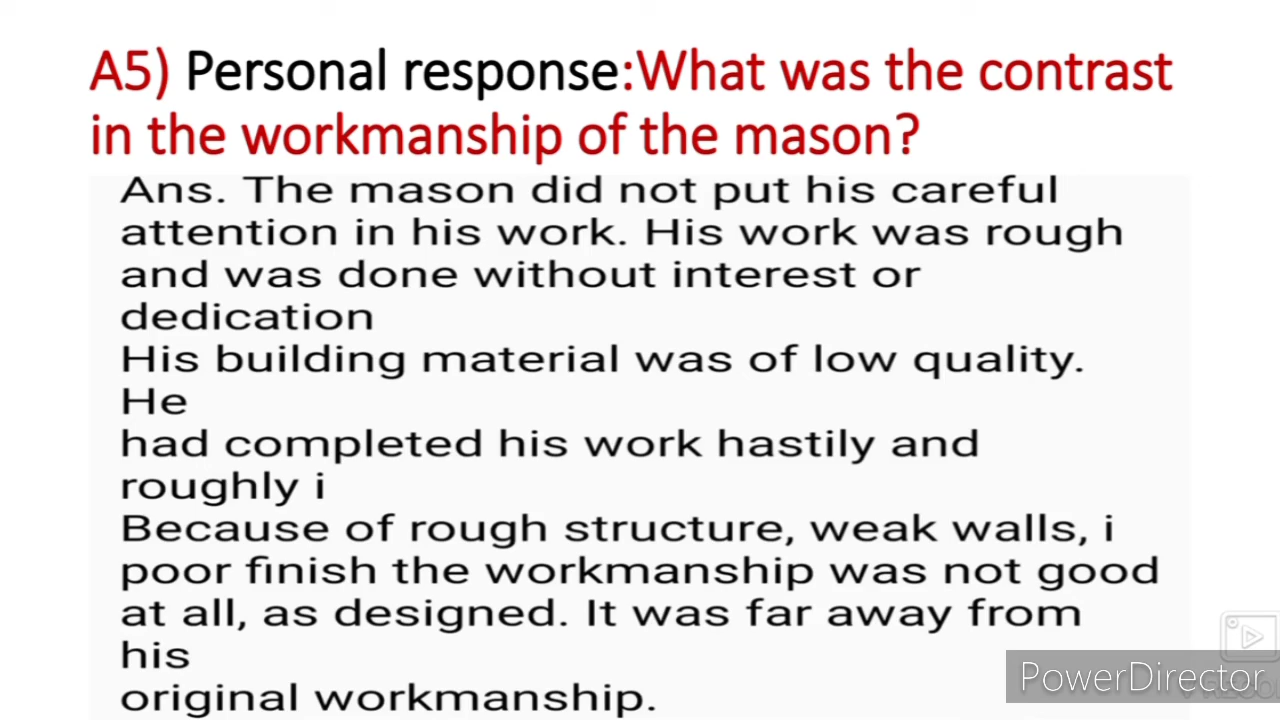 A5) Personal response:What was the contrast
in the workmanship of the mason?
Ans. The mason did not put his careful
attention in his work. His work was rough
and was done without interest or
dedication
His building material was of low quality.
He
had completed his work hastily and
roughly i
Because of rough structure, weak walls, i
poor finish the workmanship was not good
at all, as designed. It was far away from
his
original workmanship.
PowerDirector